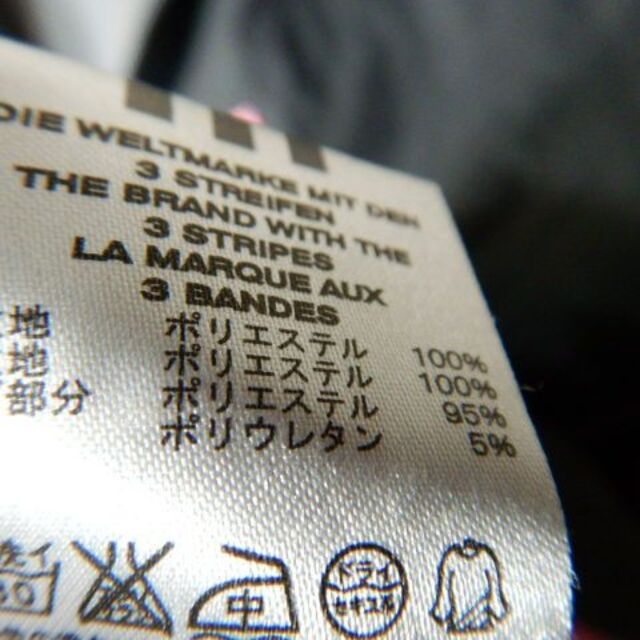 DIE WELTMARKE MIT DEN
3 STREIFEN
THE BRAND WITH THE
3 STRIPES
LA MARQUE AUX
3 BANDES
地 ポリエステル 100%
地 ポリエステル 100%
部分 ポリエステル 95%
ポリウレタン 5%
中 ドライ